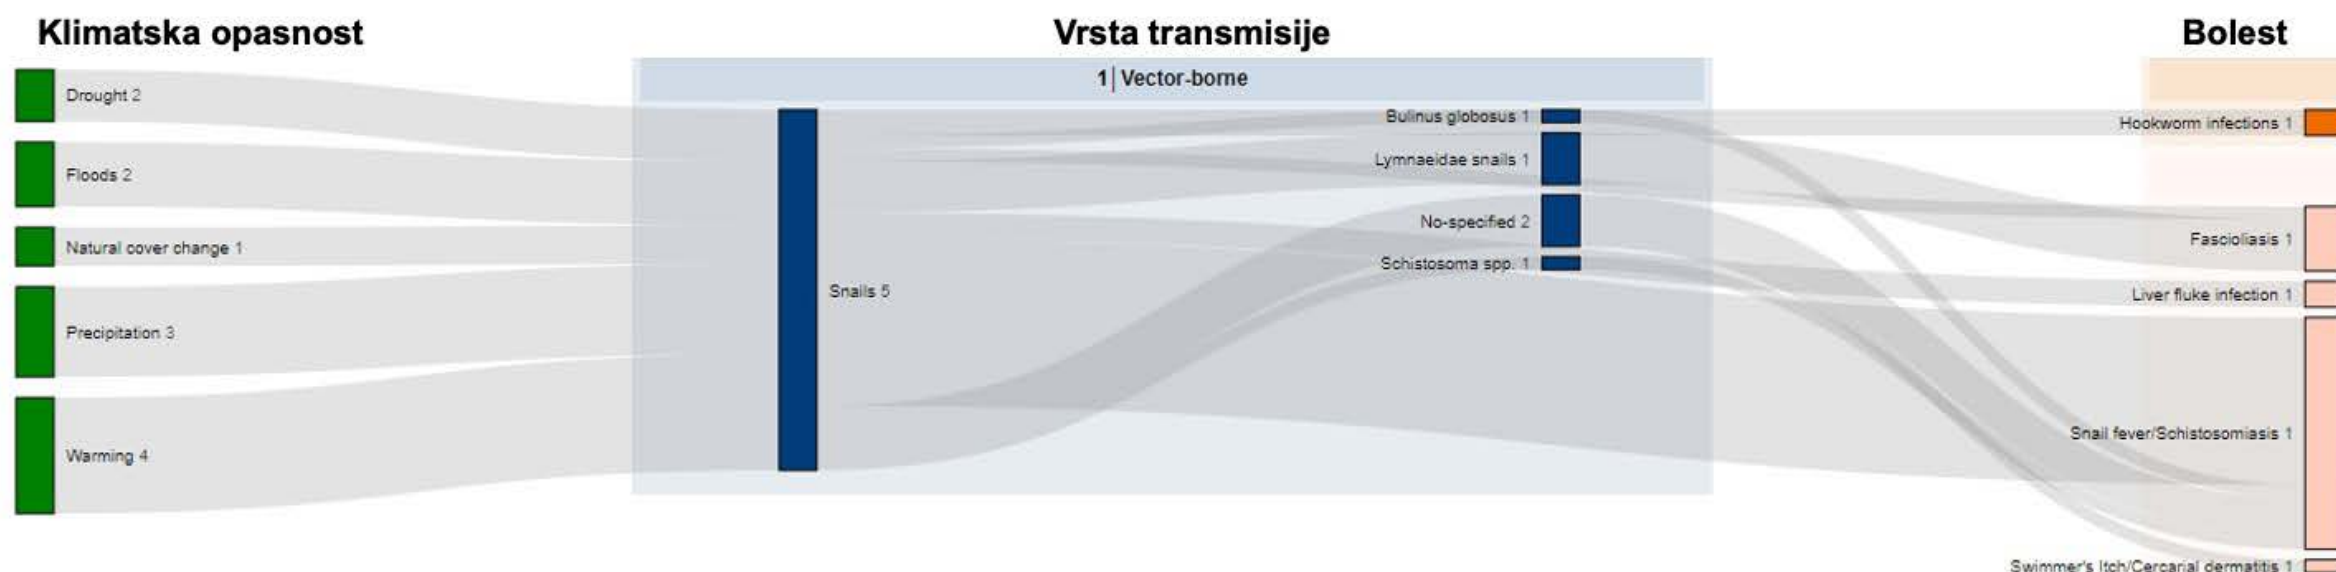 Klimatska opasnost
Vrsta transmisije
Bolest
1| Vector-borne
Drought 2
Floods 2
Natural cover change 1
Precipitation 3
Warming 4
Snails 5
Bulinus globosus 1
Lymnaeidae snails 1
No-specified 2
Schistosoma spp. 1
Hookworm infections 1
Fascioliasis 1
Liver fluke infection 1
Snail fever/Schistosomiasis 1
Swimmer's Itch/Cercarial dermatitis 1